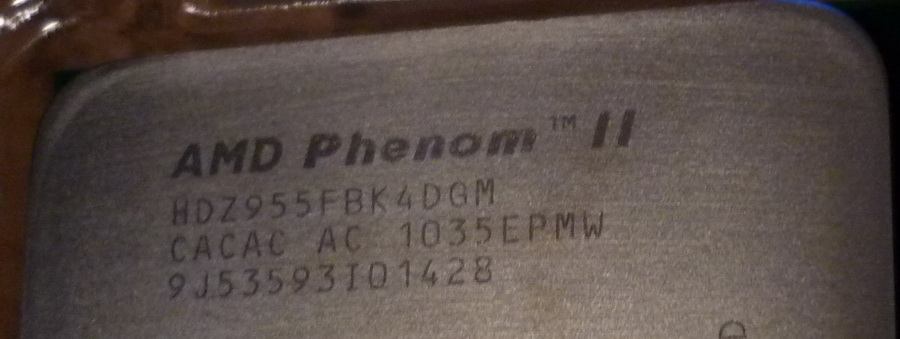 AMD Phenom™ II
HDZ955FBK4DGM
CACAC AC 1035EPMW
9J53593I01428